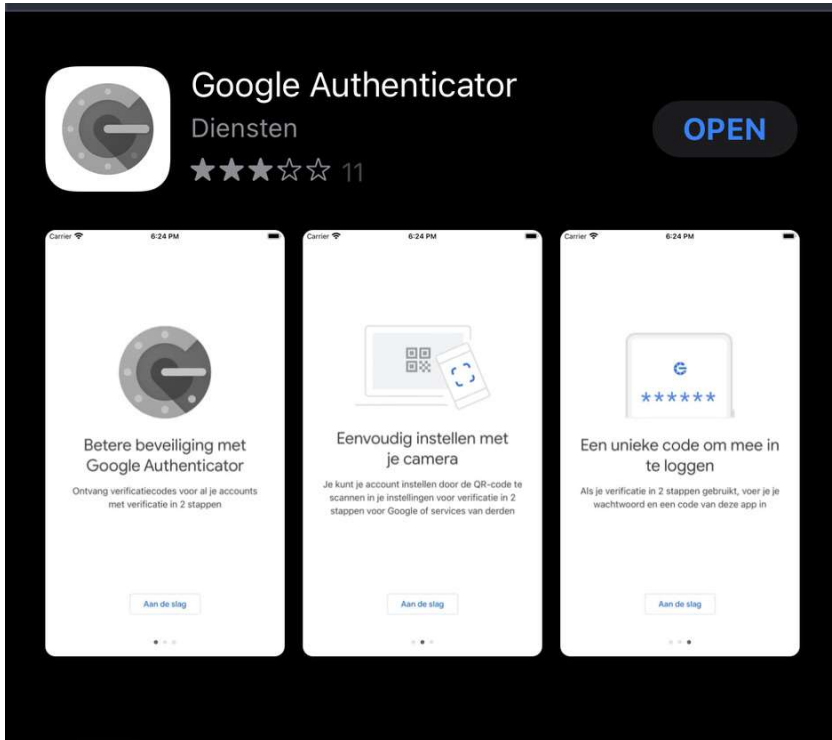 Google Authenticator
Diensten
OPEN
11
Carrier 6:24 PM
Betere beveiliging met
Google Authenticator
Ontvang verificatiecodes voor al je accounts
met verificatie in 2 stappen
Aan de slag
Carrier 6:24 PM
Eenvoudig instellen met
je camera
Je kunt je account instellen door de QR-code te
scannen in je instellingen voor verificatie in 2
stappen voor Google of services van derden
Aan de slag
Carrier 6:24 PM
G
******
Een unieke code om mee in
te loggen
Als je verificatie in 2 stappen gebruikt, voer je je
wachtwoord en een code van deze app in
Aan de slag